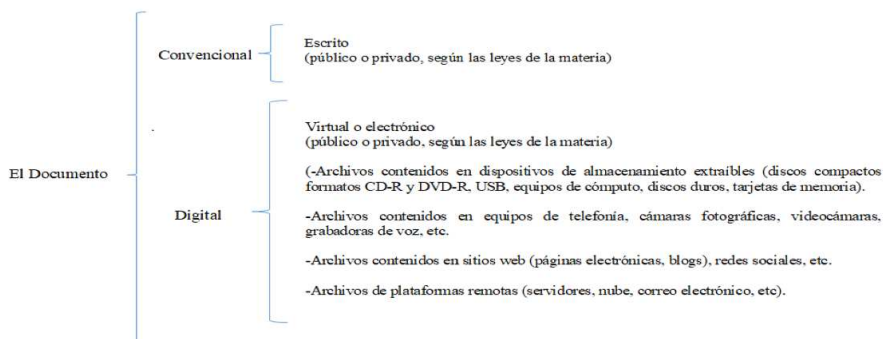 El Documento
Convencional
Escrito
(público o privado, según las leyes de la materia)
Digital
Virtual o electrónico
(público o privado, según las leyes de la materia)
(-Archivos contenidos en dispositivos de almacenamiento extraíbles (discos compactos
formatos CD-R y DVD-R, USB, equipos de cómputo, discos duros, tarjetas de memoria).
-Archivos contenidos en equipos de telefonía, cámaras fotográficas, videocámaras,
grabadoras de voz, etc.
-Archivos contenidos en sitios web (páginas electrónicas, blogs), redes sociales, etc.
-Archivos de plataformas remotas (servidores, nube, correo electrónico, etc).